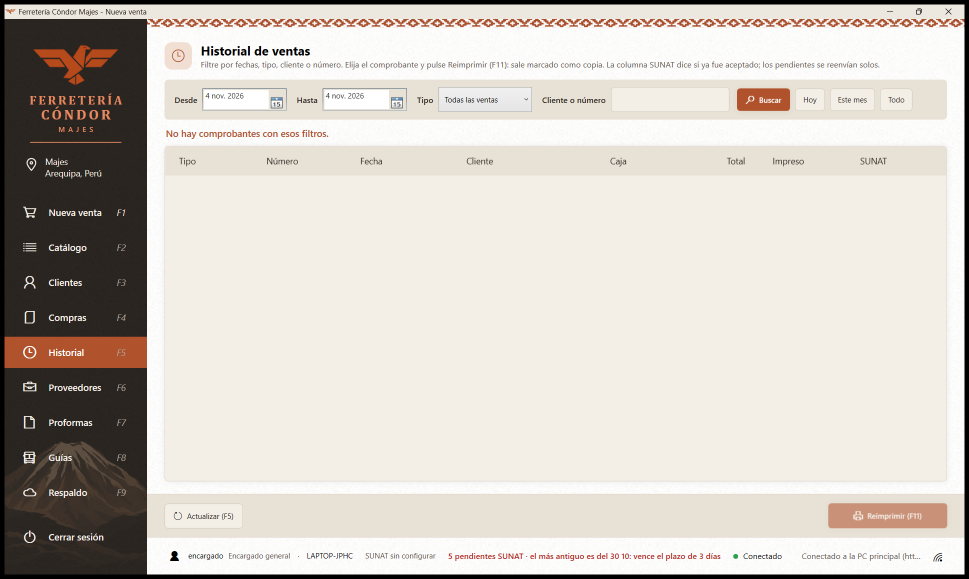 Ferretería Cóndor Majes - Nueva venta
FERRETERÍA
CÓNDOR
MAJES
Majes
Arequipa, Perú
Nueva venta F1
Catálogo F2
Clientes F3
Compras F4
Historial F5
Proveedores F6
Proformas F7
Guías F8
Respaldo F9
Cerrar sesión
Historial de ventas
Filtre por fechas, tipo, cliente o número. Elija el comprobante y pulse Reimprimir (F11): sale marcado como copia. La columna SUNAT dice si ya fue aceptado; los pendientes se reenvían solos.
Desde 4 nov. 2026 15 Hasta 4 nov. 2026 15 Tipo Todas las ventas Cliente o número Buscar Hoy Este mes Todo
No hay comprobantes con esos filtros.
Tipo Número Fecha Cliente Caja Total Impreso SUNAT
Actualizar (F5) Reimprimir (F11)
encargado Encargado general · LAPTOP-JPHC SUNAT sin configurar 5 pendientes SUNAT · el más antiguo es del 30 10: vence el plazo de 3 días Conectado Conectado a la PC principal (htt...